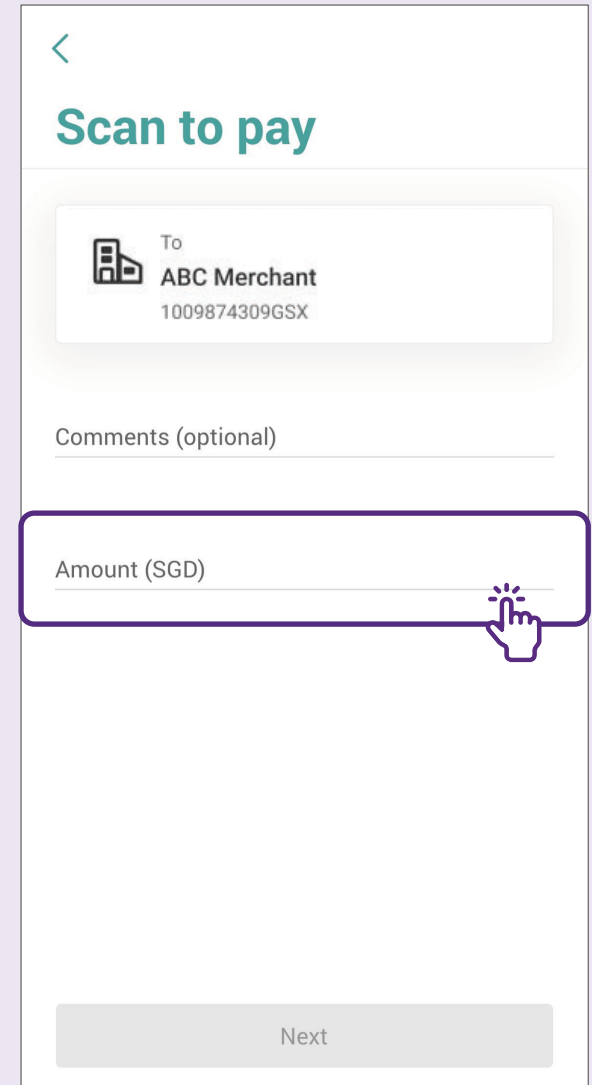 Scan to pay
To
ABC Merchant
1009874309GSX
Comments (optional)
Amount (SGD)
Next